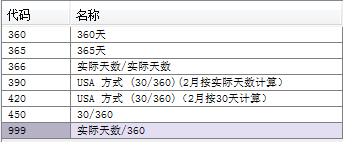 代码 名称
360 360天
365 365天
366 实际天数/实际天数
390 USA 方式 (30/360)(2月按实际天数计算)
420 USA 方式 (30/360) (2月按30天计算)
450 30/360
999 实际天数/360